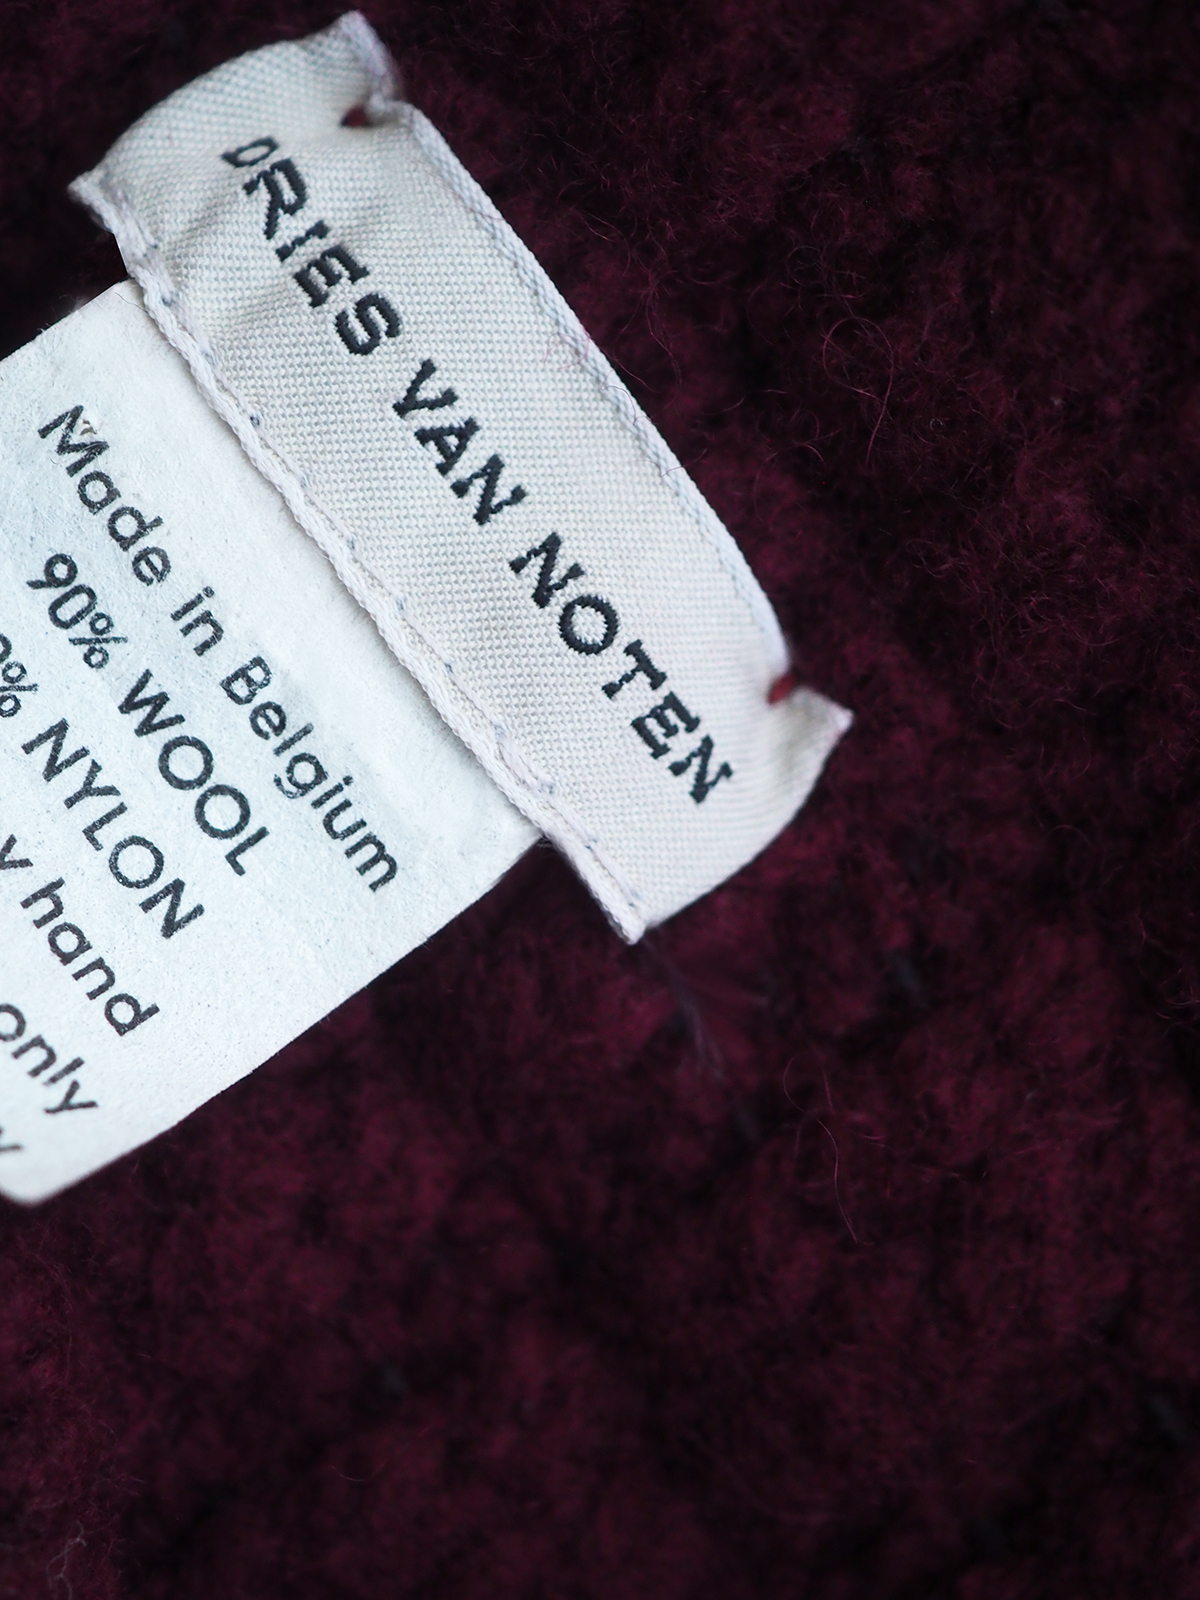 DRIES VAN NOTEN
Made in Belgium
90% WOOL
% NYLON
hand
only